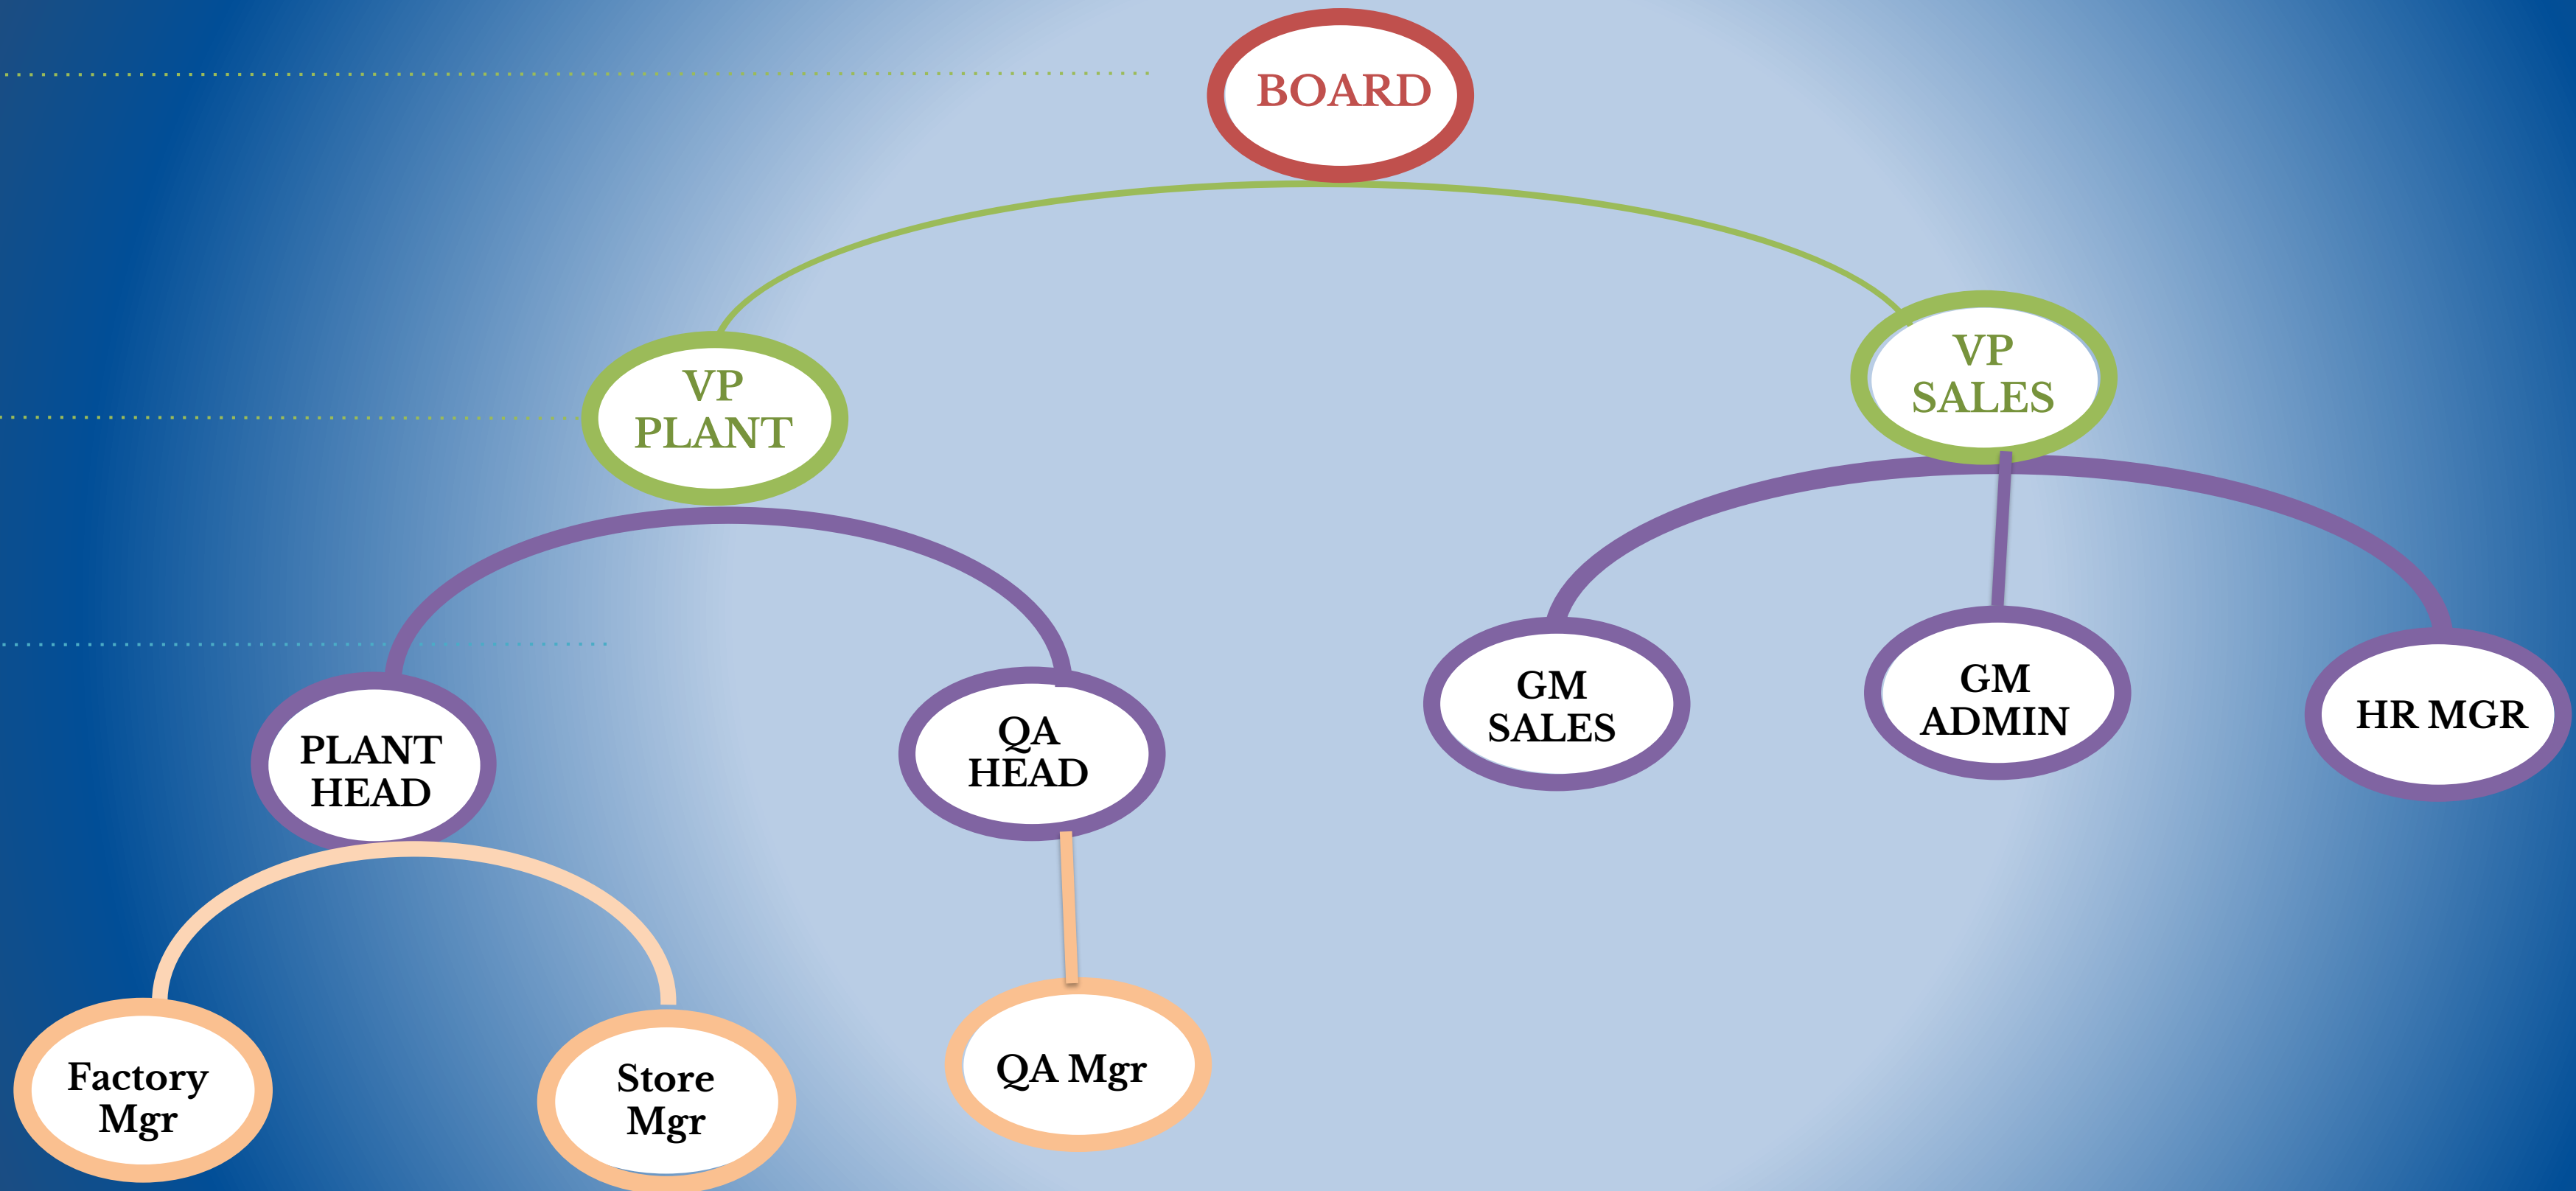 BOARD
VP
PLANT
VP
SALES
PLANT
HEAD
QA
HEAD
GM
SALES
GM
ADMIN
HR MGR
Factory
Mgr
Store
Mgr
QA Mgr